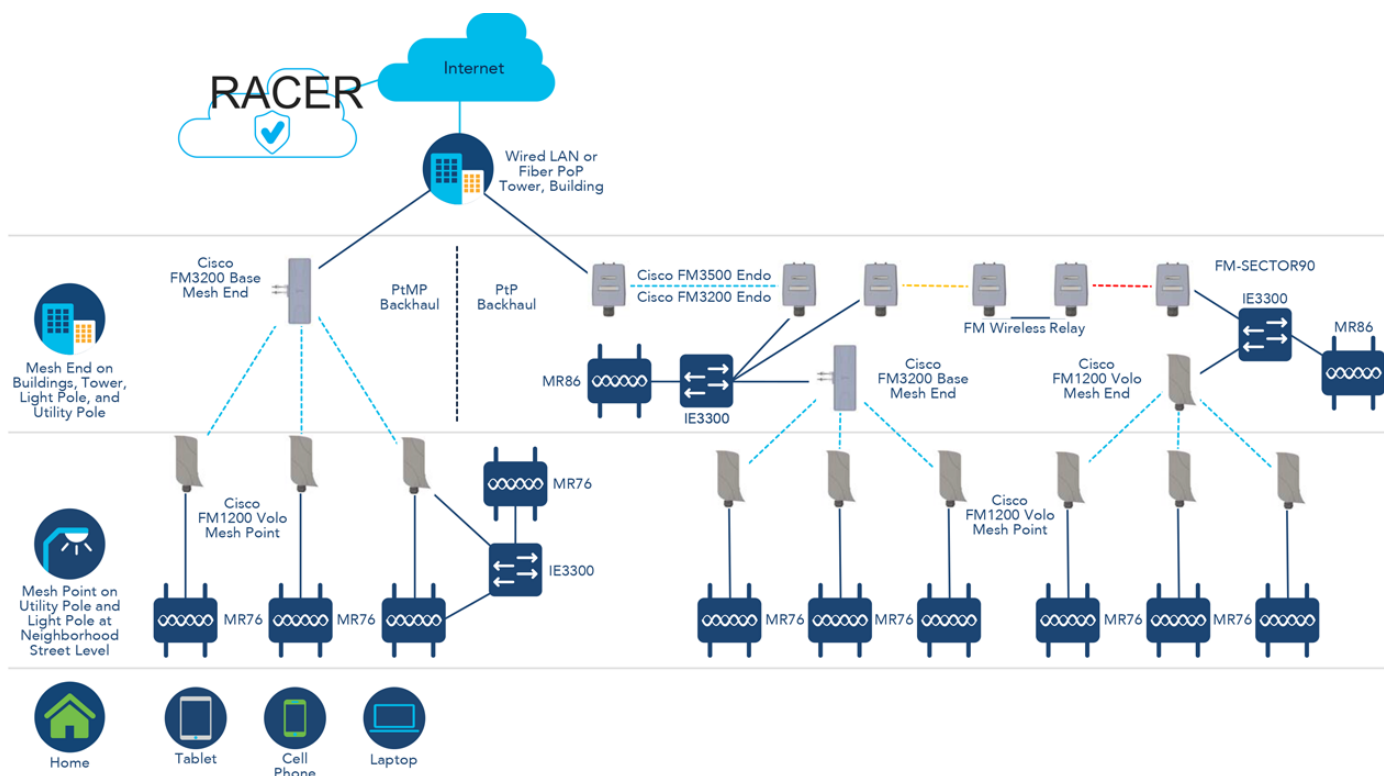 RACER
Internet
Wired LAN or
Fiber PoP
Tower, Building
Cisco
FM3200 Base
Mesh End
PtMP
Backhaul
PtP
Backhaul
Cisco FM3500 Endo
Cisco FM3200 Endo
FM-SECTOR90
FM Wireless Relay
IE3300
MR86
MR86
IE3300
Cisco
FM3200 Base
Mesh End
Cisco
FM1200 Volo
Mesh End
Mesh End on
Buildings, Tower,
Light Pole, and
Utility Pole
Cisco
FM1200 Volo
Mesh Point
MR76
IE3300
Cisco
FM1200 Volo
Mesh Point
Mesh Point on
Utility Pole and
Light Pole at
Neighborhood
Street Level
MR76
MR76
MR76
MR76
MR76
MR76
Home
Tablet
Cell
Phone
Laptop